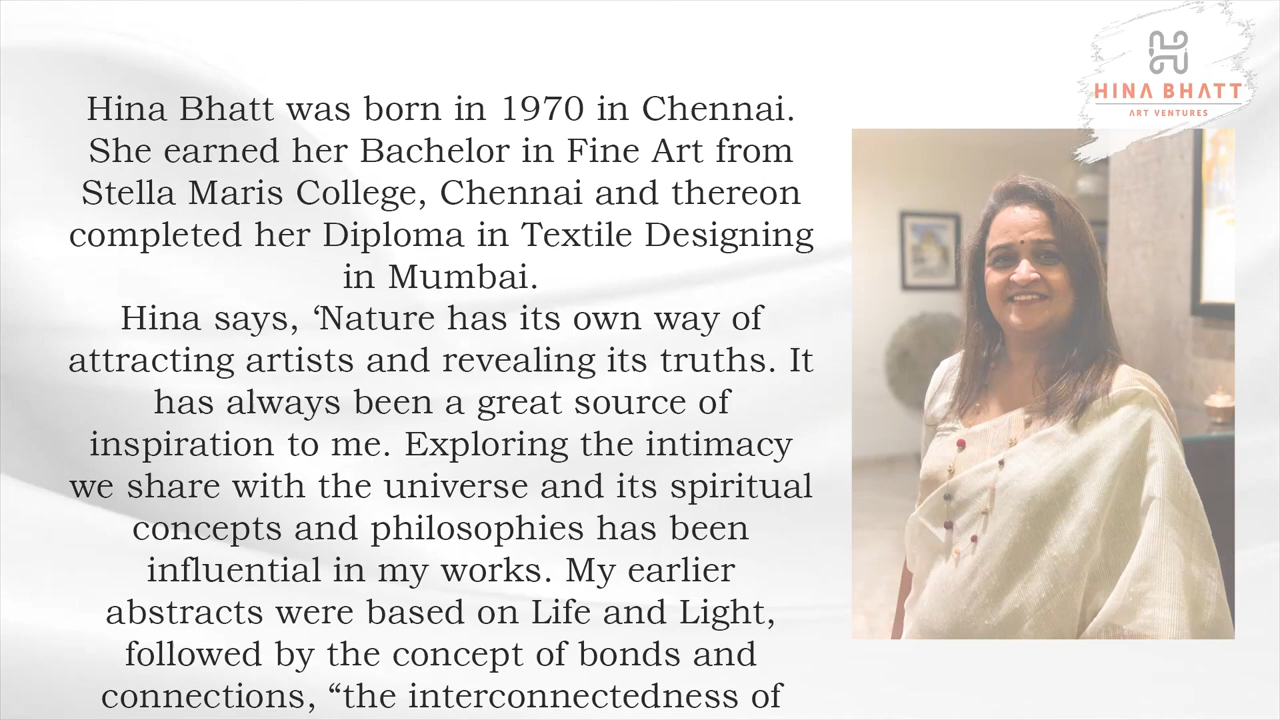 HINA BHATT
ART VENTURES
Hina Bhatt was born in 1970 in Chennai.
She earned her Bachelor in Fine Art from
Stella Maris College, Chennai and thereon
completed her Diploma in Textile Designing
in Mumbai.
Hina says, ‘Nature has its own way of
attracting artists and revealing its truths. It
has always been a great source of
inspiration to me. Exploring the intimacy
we share with the universe and its spiritual
concepts and philosophies has been
influential in my works. My earlier
abstracts were based on Life and Light,
followed by the concept of bonds and
connections, “the interconnectedness of